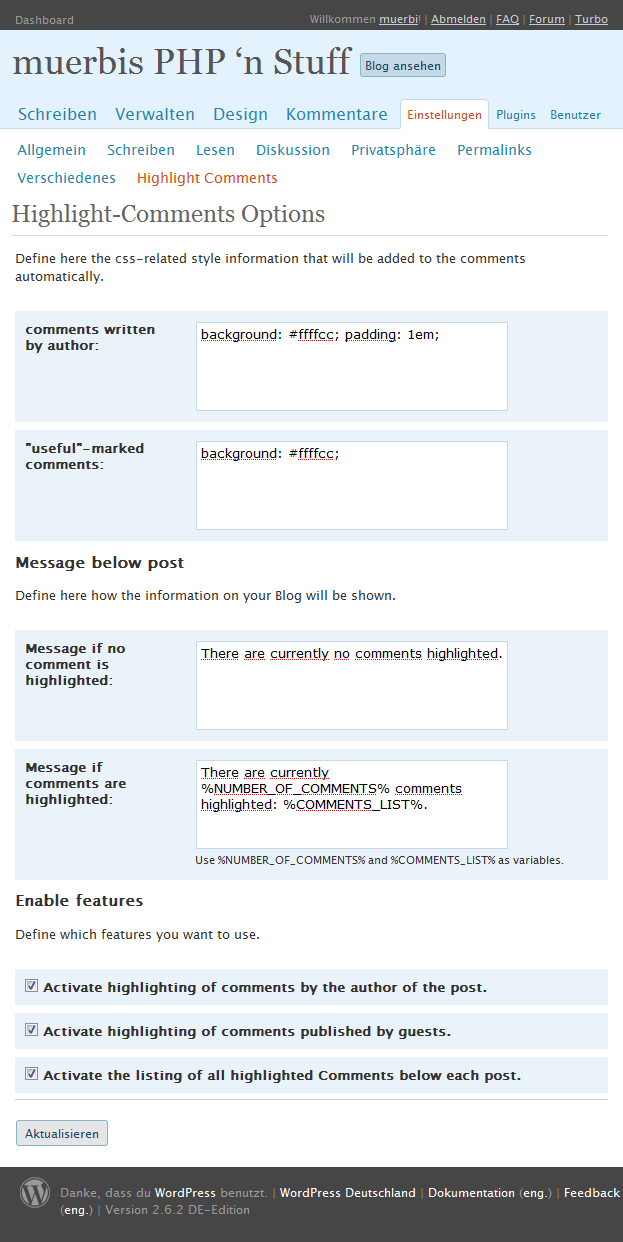 Dashboard
Willkommen muerbi! | Abmelden | FAQ | Forum | Turbo
muerbis PHP ‘n Stuff
Blog ansehen
Schreiben Verwalten Design Kommentare Einstellungen Plugins Benutzer
Allgemein Schreiben Lesen Diskussion Privatsphäre Permalinks
Verschiedenes Highlight Comments
Highlight-Comments Options
Define here the css-related style information that will be added to the comments
automatically.
comments written
by author:
background: #ffffcc; padding: 1em;
"useful"-marked
comments:
background: #ffffcc;
Message below post
Define here how the information on your Blog will be shown.
Message if no
comment is
highlighted:
There are currently no comments highlighted.
Message if
comments are
highlighted:
There are currently
%NUMBER_OF_COMMENTS% comments
highlighted: %COMMENTS_LIST%.
Use %NUMBER_OF_COMMENTS% and %COMMENTS_LIST% as variables.
Enable features
Define which features you want to use.
Activate highlighting of comments by the author of the post.
Activate highlighting of comments published by guests.
Activate the listing of all highlighted Comments below each post.
Aktualisieren
Danke, dass du WordPress benutzt. | WordPress Deutschland | Dokumentation (eng.) | Feedback
(eng.) | Version 2.6.2 DE-Edition